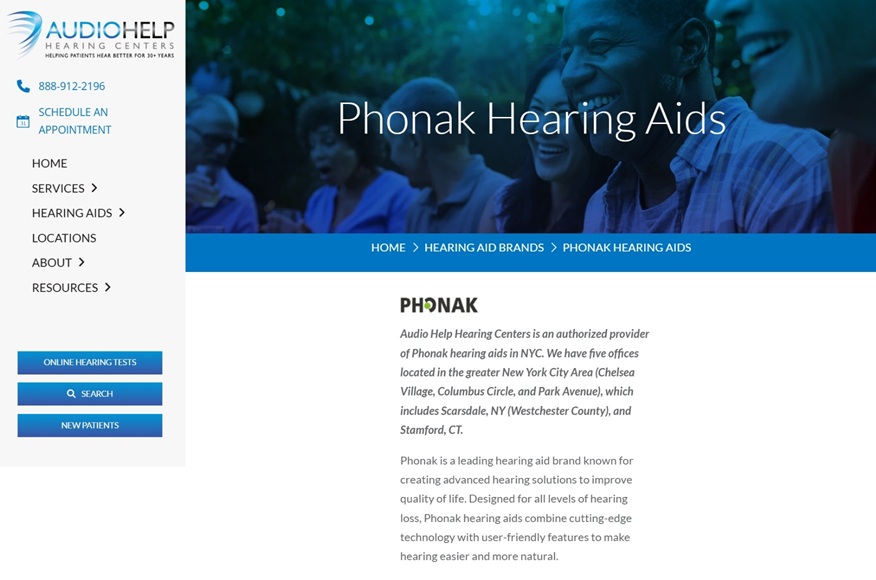 AUDIOHELP
HEARING CENTERS
HELPING PATIENTS HEAR BETTER FOR 30+ YEARS
888-912-2196
SCHEDULE AN
APPOINTMENT
HOME
SERVICES
HEARING AIDS
LOCATIONS
ABOUT
RESOURCES
ONLINE HEARING TESTS
SEARCH
NEW PATIENTS
Phonak Hearing Aids
HOME > HEARING AID BRANDS > PHONAK HEARING AIDS
PHONAK
Audio Help Hearing Centers is an authorized provider
of Phonak hearing aids in NYC. We have five offices
located in the greater New York City Area (Chelsea
Village, Columbus Circle, and Park Avenue), which
includes Scarsdale, NY (Westchester County), and
Stamford, CT.
Phonak is a leading hearing aid brand known for
creating advanced hearing solutions to improve
quality of life. Designed for all levels of hearing
loss, Phonak hearing aids combine cutting-edge
technology with user-friendly features to make
hearing easier and more natural.